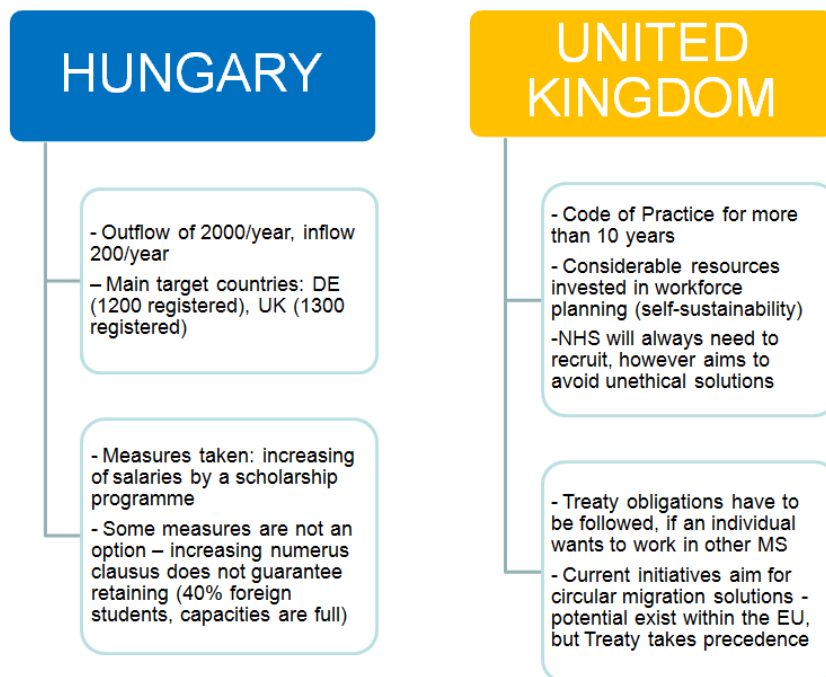 HUNGARY
- Outflow of 2000/year, inflow
200/year
– Main target countries: DE
(1200 registered), UK (1300
registered)
- Measures taken: increasing
of salaries by a scholarship
programme
- Some measures are not an
option – increasing numerus
clausus does not guarantee
retaining (40% foreign
students, capacities are full)
UNITED
KINGDOM
- Code of Practice for more
than 10 years
- Considerable resources
invested in workforce
planning (self-sustainability)
-NHS will always need to
recruit, however aims to
avoid unethical solutions
- Treaty obligations have to
be followed, if an individual
wants to work in other MS
- Current initiatives aim for
circular migration solutions -
potential exist within the EU,
but Treaty takes precedence